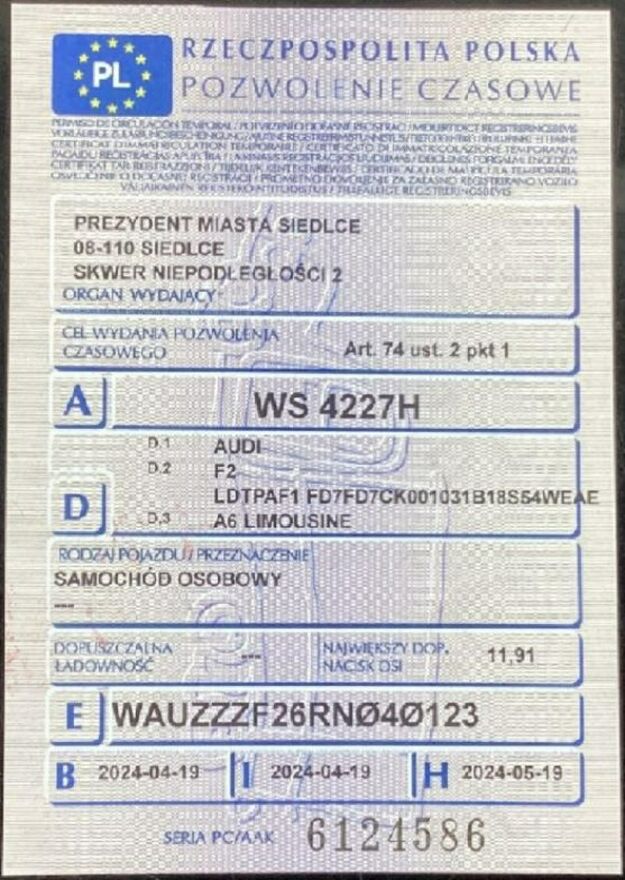 PL
RZECZPOSPOLITA POLSKA
POZWOLENIE CZASOWE
PREZYDENT MIASTA SIEDLCE
08-110 SIEDLCE
SKWER NIEPODLEGŁOŚCI 2
ORGAN WYDAJĄCY
CEL WYDANIA POZWOLENIA
CZASOWEGO
Art. 74 ust. 2 pkt 1
A WS 4227H
D.1 AUDI
D.2 F2
LDTPAF1 FD7FD7CK001031B18S54WEAE
D
D.3 A6 LIMOUSINE
RODZAJ POJAZDU / PRZEZNACZENIE
SAMOCHÓD OSOBOWY
---
DOPUSZCZALNA
ŁADOWNOŚĆ
---
NAJWIĘKSZY DOP.
NACISK OSI
11,91
E WAUZZZF26RNØ4Ø123
B 2024-04-19 I 2024-04-19 H 2024-05-19
SERIA PC/AAK 6124586